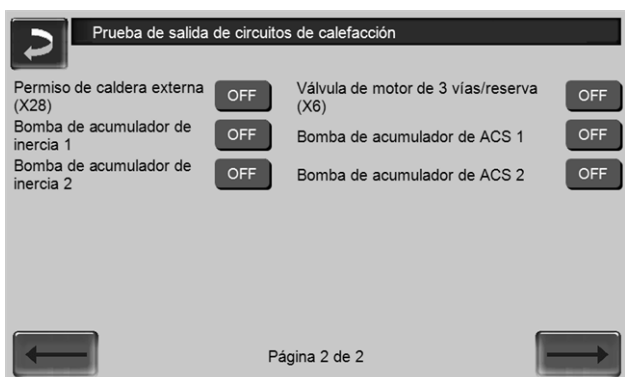 Prueba de salida de circuitos de calefacción
Permiso de caldera externa
(X28)
OFF
Válvula de motor de 3 vías/reserva
(X6)
OFF
Bomba de acumulador de
inercia 1
OFF
Bomba de acumulador de ACS 1
OFF
Bomba de acumulador de
inercia 2
OFF
Bomba de acumulador de ACS 2
OFF
Página 2 de 2